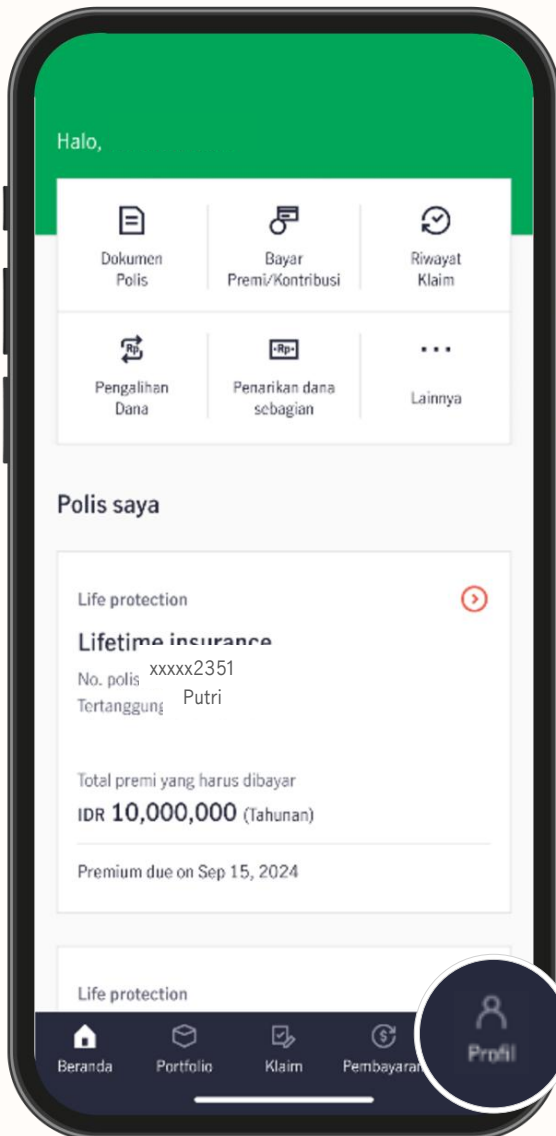 Halo,
Dokumen
Polis
Bayar
Premi/Kontribusi
Riwayat
Klaim
Rp
Pengalihan
Dana
-Rp-
Penarikan dana
sebagian
...
Lainnya
Polis saya
Life protection
Lifetime insurance
No. polis xxxxx2351
Tertanggung Putri
Total premi yang harus dibayar
IDR 10,000,000 (Tahunan)
Premium due on Sep 15, 2024
Life protection
Beranda
Portfolio
Klaim
Pembayaran
Profil